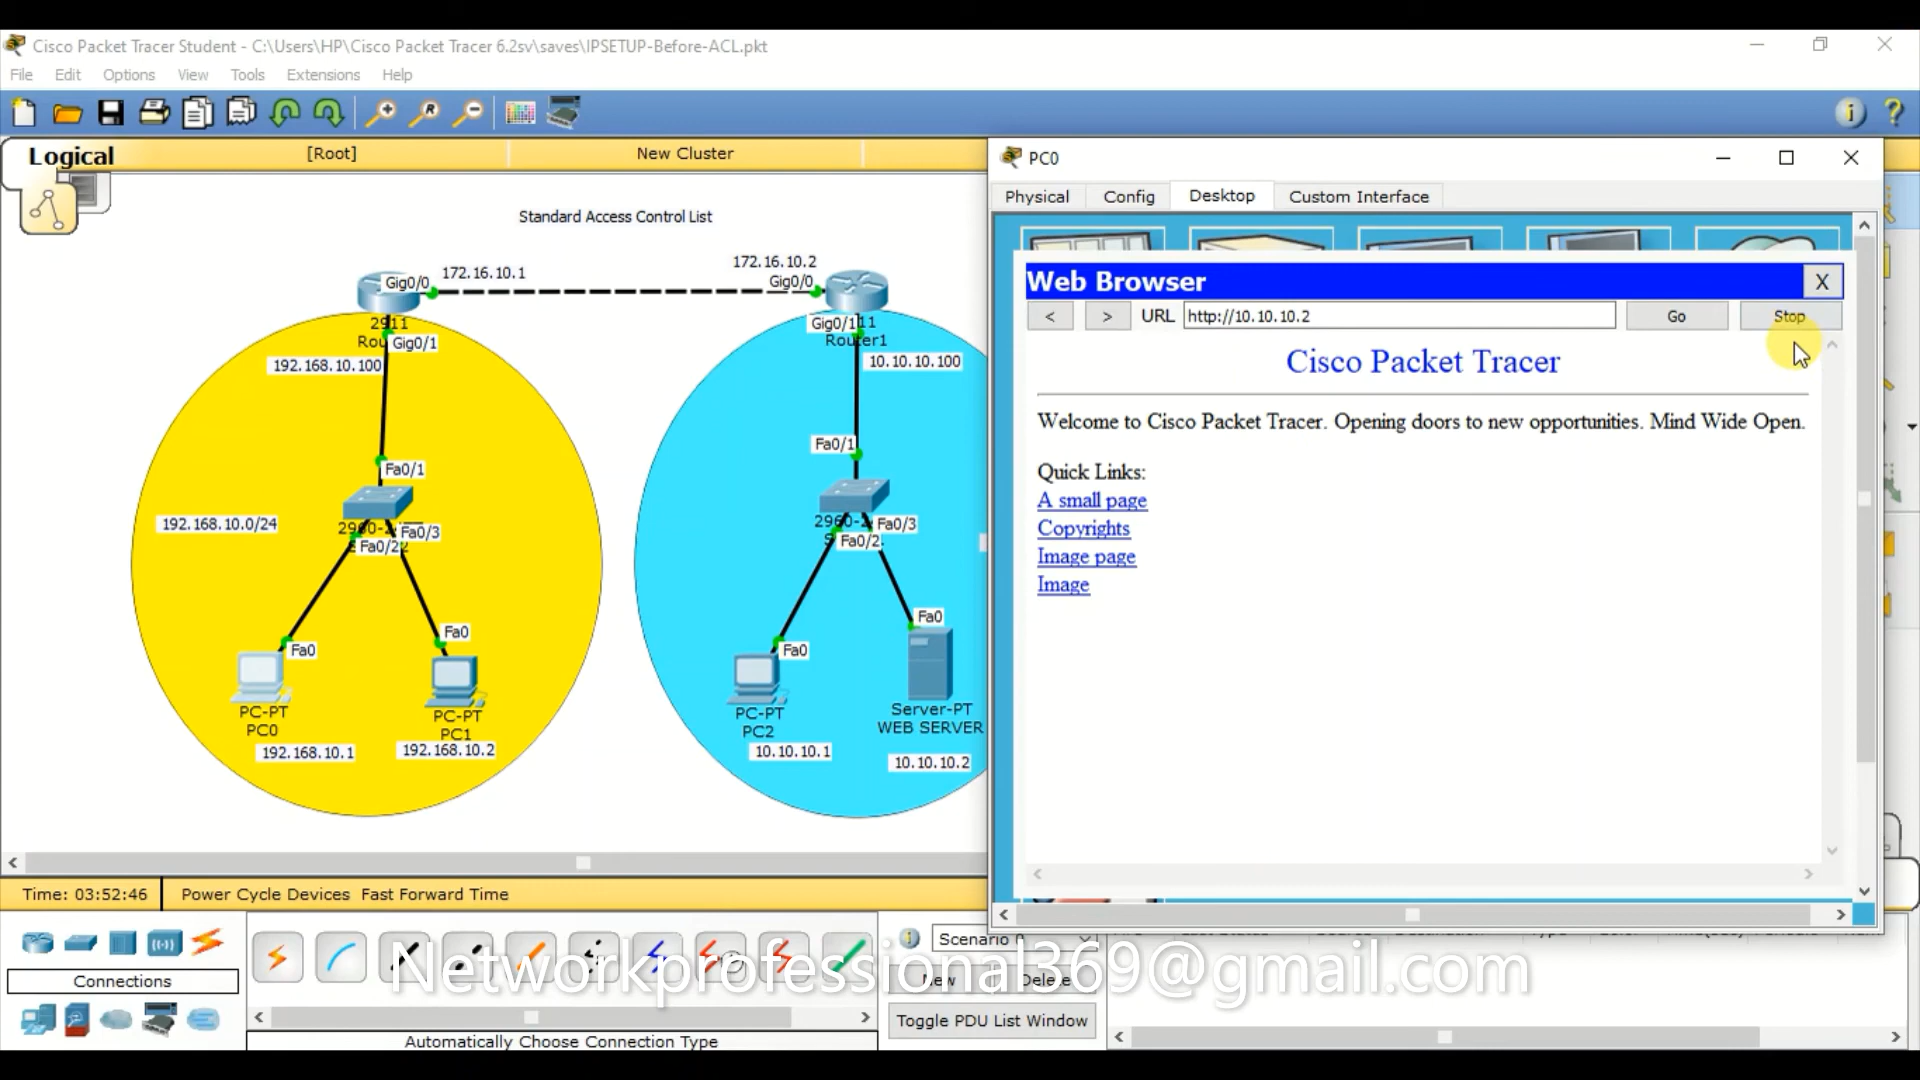 Cisco Packet Tracer Student - C:\Users\HP\Cisco Packet Tracer 6.2sv\saves\IPSETUP-Before-ACL.pkt
File Edit Options View Tools Extensions Help
Logical
[Root]
New Cluster
Standard Access Control List
172.16.10.1
172.16.10.2
Gig0/0
Gig0/0
2911
Gig0/1
Gig0/1
Router1
192.168.10.100
10.10.10.100
Fa0/1
Fa0/1
192.168.10.0/24
Fa0/3
Fa0/2
Fa0/3
Fa0/2
Fa0
Fa0
Fa0
Fa0
PC-PT
PC0
192.168.10.1
PC-PT
PC1
192.168.10.2
PC-PT
PC2
10.10.10.1
Server-PT
WEB SERVER
10.10.10.2
PC0
Physical Config Desktop Custom Interface
Web Browser
X
< > URL http://10.10.10.2 Go Stop
Cisco Packet Tracer
Welcome to Cisco Packet Tracer. Opening doors to new opportunities. Mind Wide Open.
Quick Links:
A small page
Copyrights
Image page
Image
Time: 03:52:46 Power Cycle Devices Fast Forward Time
Connections
Scenario
New
Delete
Toggle PDU List Window
Automatically Choose Connection Type
Networkprofessional369@gmail.com